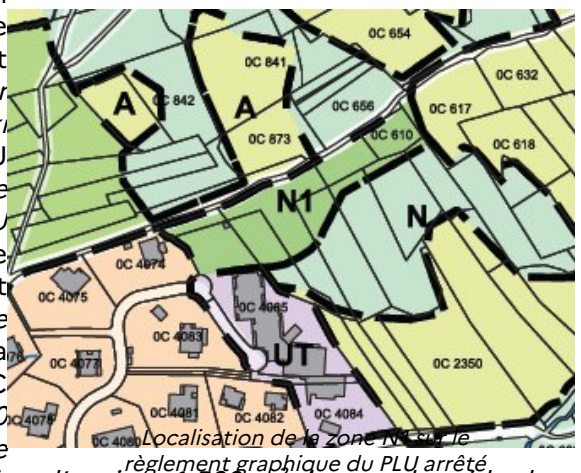 0C 654
0C 841
0C 632
A
0C 842
A
0C 656
0C 617
0C 610
0C 873
0C 618
N1
N
0C 4074
0C 4075
0C 4065
0C 4083
UT
0C 4077
0C 2350
0C 4081
0C 4082
0C 4084
0C 4078
0C 4080
Localisation de la zone N1 sur le
règlement graphique du PLU arrêté